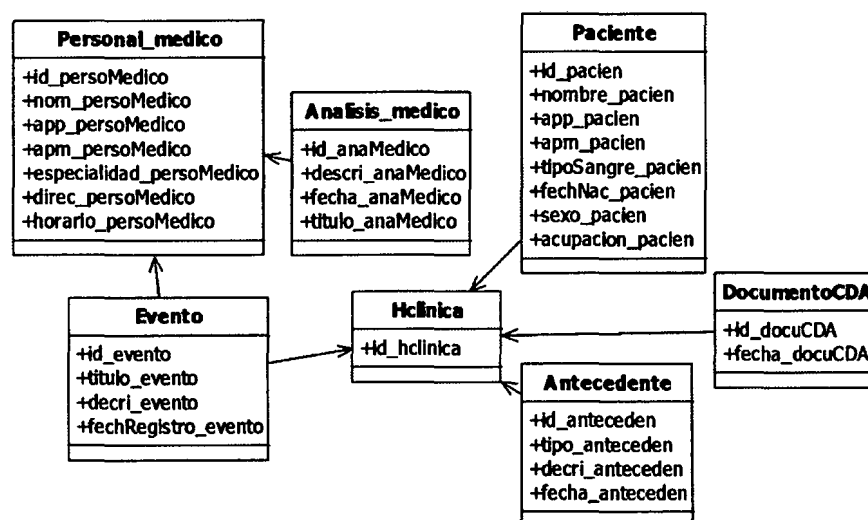 Personal_medico
+id_persoMedico
+nom_persoMedico
+app_persoMedico
+apm_persoMedico
+especialidad_persoMedico
+direc_persoMedico
+horario_persoMedico
Analisis_medico
+id_anaMedico
+descri_anaMedico
+fecha_anaMedico
+titulo_anaMedico
Paciente
+id_pacien
+nombre_pacien
+app_pacien
+apm_pacien
+tipoSangre_pacien
+fechNac_pacien
+sexo_pacien
+acupacion_pacien
Evento
+id_evento
+titulo_evento
+decri_evento
+fechRegistro_evento
Hclinica
+id_hclinica
DocumentoCDA
+id_docuCDA
+fecha_docuCDA
Antecedente
+id_anteceden
+tipo_anteceden
+decri_anteceden
+fecha_anteceden